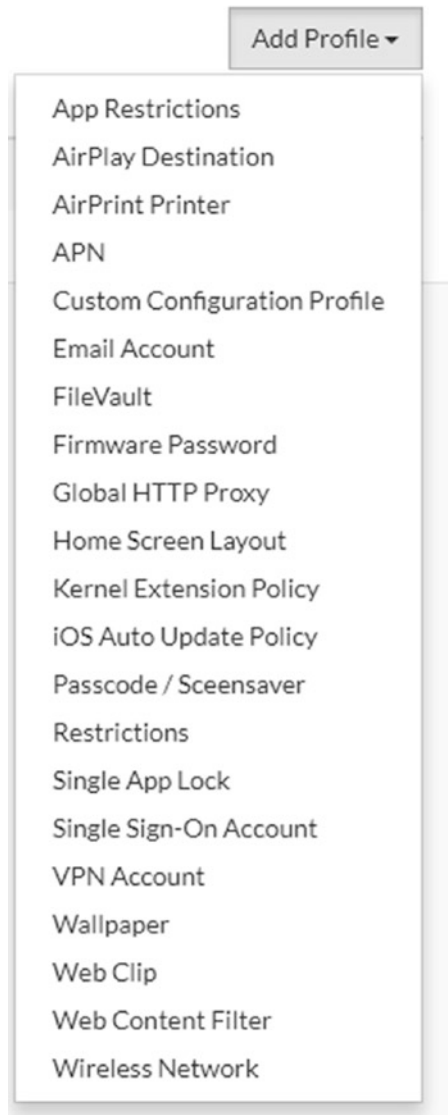 Add Profile
App Restrictions
AirPlay Destination
AirPrint Printer
APN
Custom Configuration Profile
Email Account
FileVault
Firmware Password
Global HTTP Proxy
Home Screen Layout
Kernel Extension Policy
iOS Auto Update Policy
Passcode / Sceensaver
Restrictions
Single App Lock
Single Sign-On Account
VPN Account
Wallpaper
Web Clip
Web Content Filter
Wireless Network